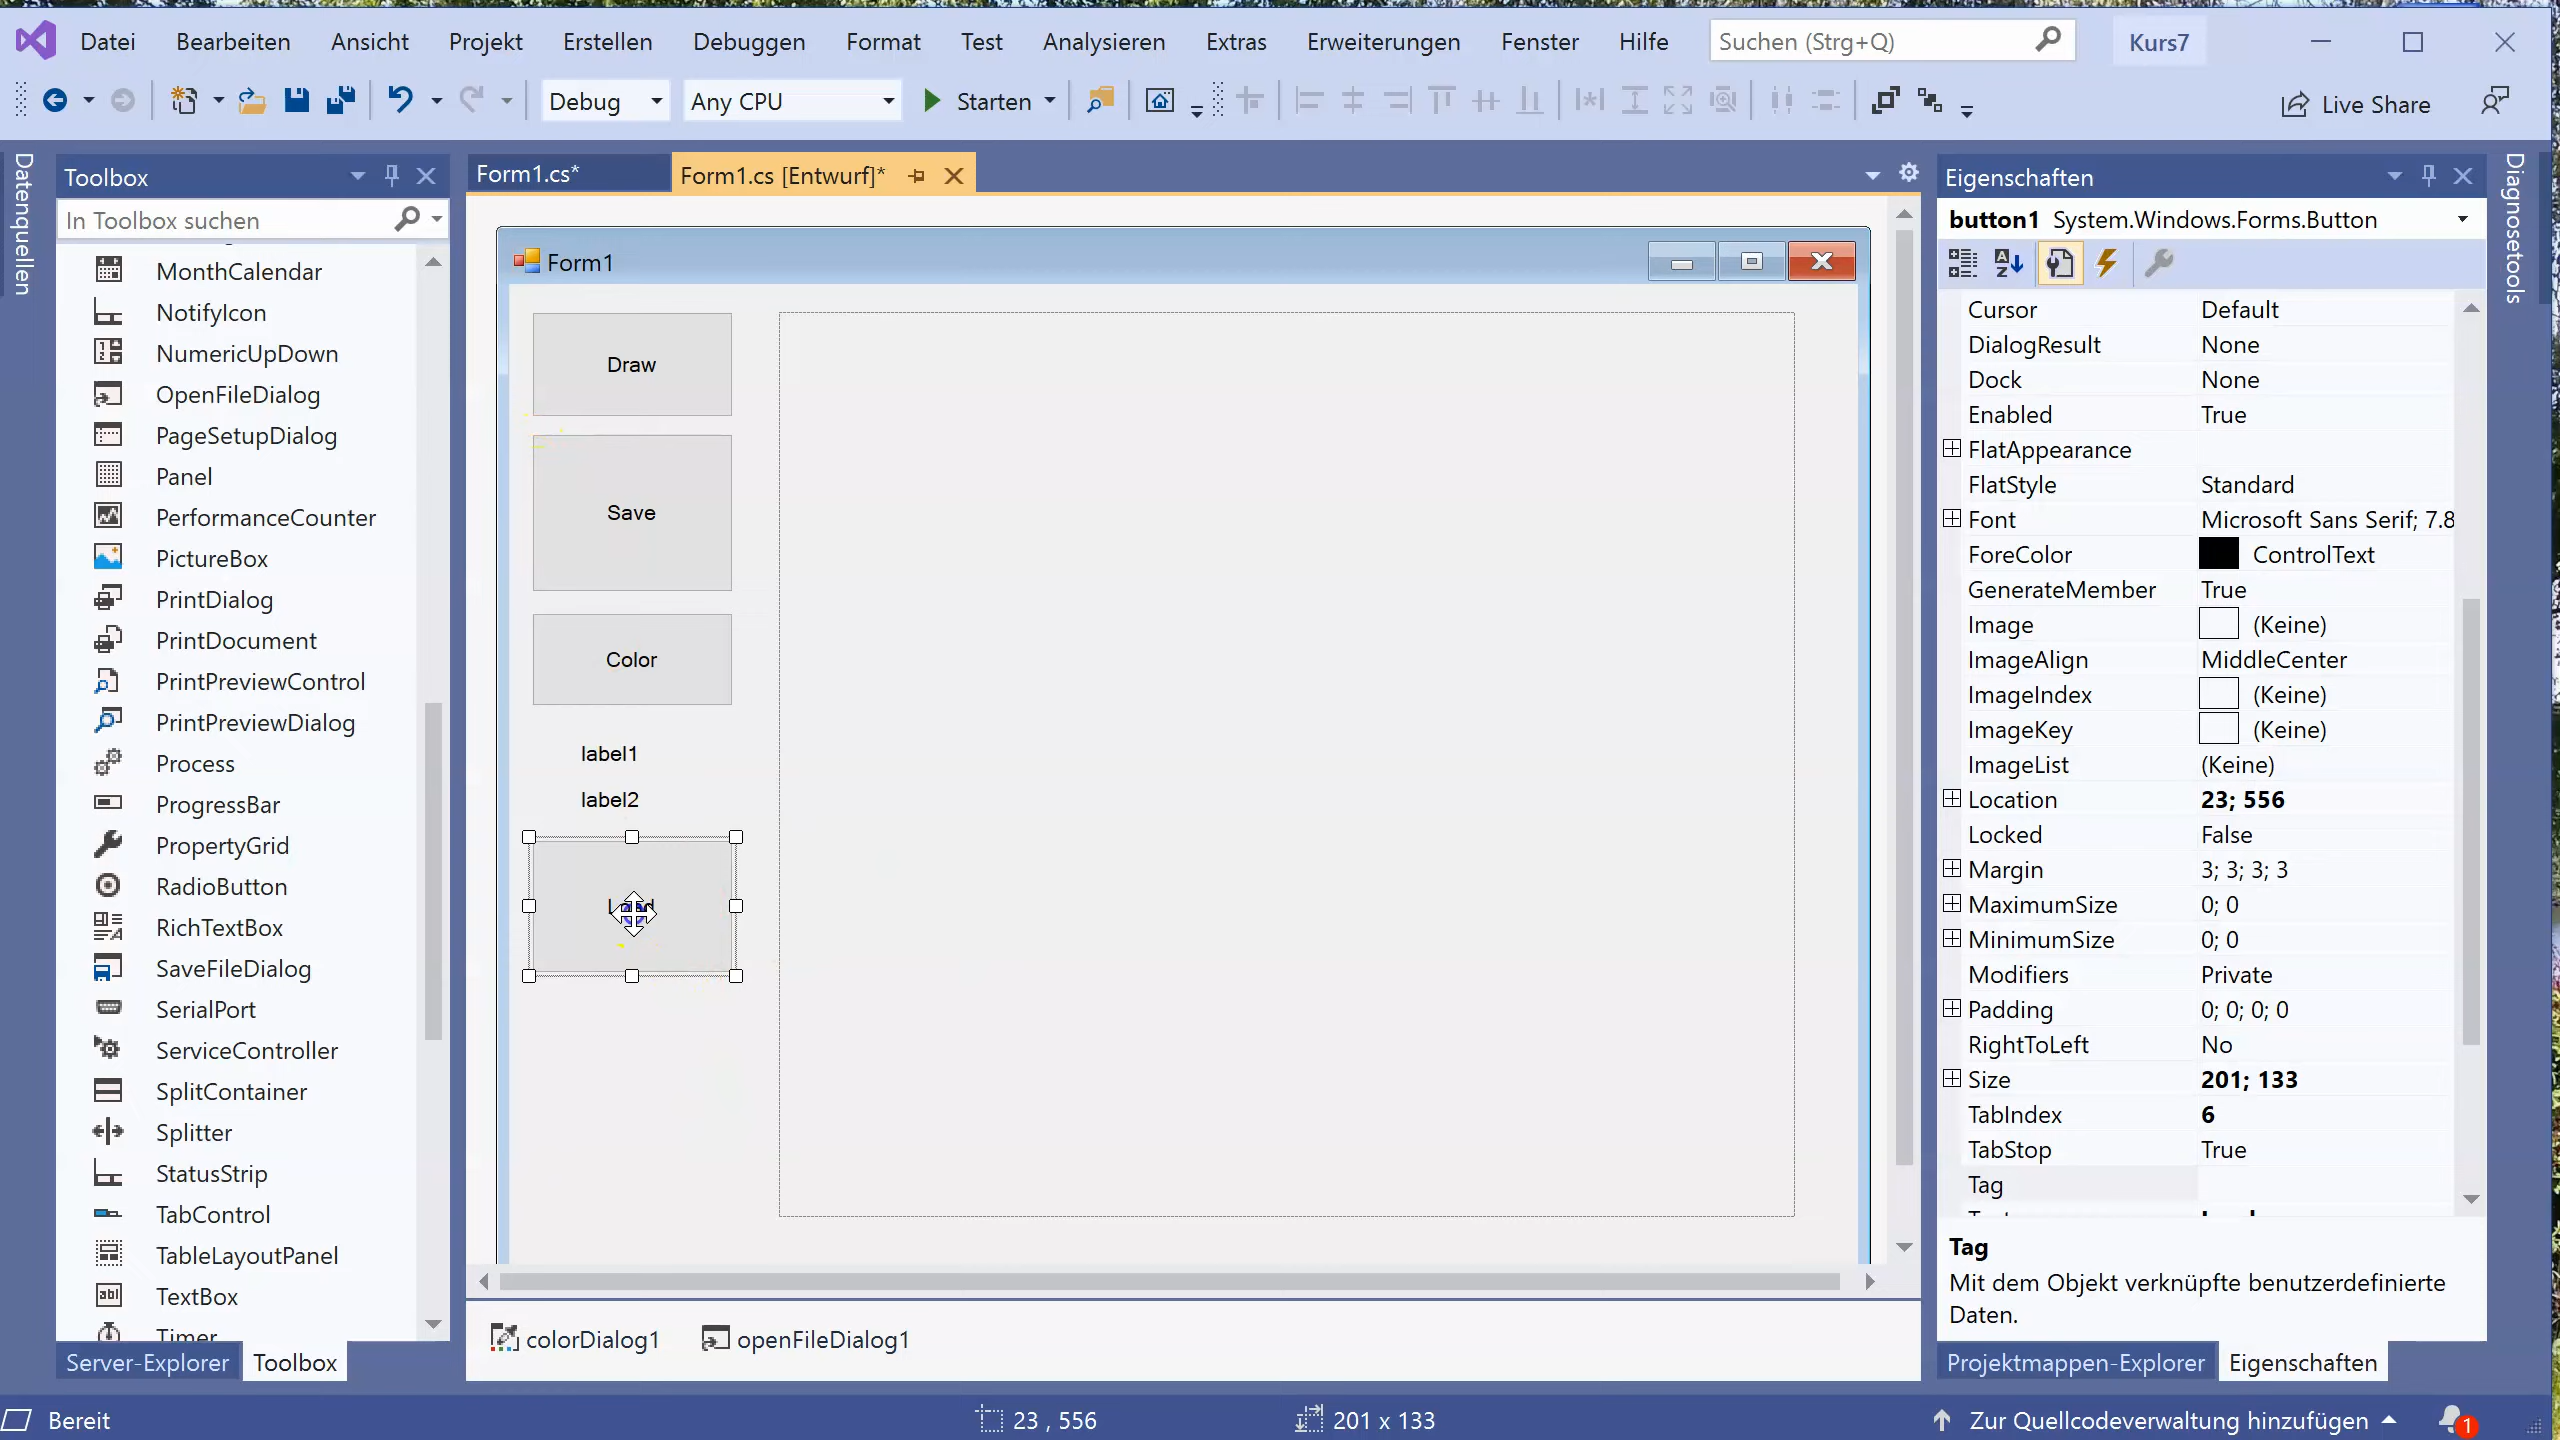 Datei Bearbeiten Ansicht Projekt Erstellen Debuggen Format Test Analysieren Extras Erweiterungen Fenster Hilfe Suchen (Strg+Q) Kurs7
Debug Any CPU Starten Live Share
Datenquellen
Toolbox
In Toolbox suchen
MonthCalendar
NotifyIcon
NumericUpDown
OpenFileDialog
PageSetupDialog
Panel
PerformanceCounter
PictureBox
PrintDialog
PrintDocument
PrintPreviewControl
PrintPreviewDialog
Process
ProgressBar
PropertyGrid
RadioButton
RichTextBox
SaveFileDialog
SerialPort
ServiceController
SplitContainer
Splitter
StatusStrip
TabControl
TableLayoutPanel
TextBox
Timer
Server-Explorer Toolbox
Form1.cs* Form1.cs [Entwurf]*
Form1
Draw
Save
Color
label1
label2
colorDialog1 openFileDialog1
Eigenschaften
button1 System.Windows.Forms.Button
Cursor Default
DialogResult None
Dock None
Enabled True
FlatAppearance
FlatStyle Standard
Font Microsoft Sans Serif; 7.8
ForeColor ControlText
GenerateMember True
Image (Keine)
ImageAlign MiddleCenter
ImageIndex (Keine)
ImageKey (Keine)
ImageList (Keine)
Location 23; 556
Locked False
Margin 3; 3; 3; 3
MaximumSize 0; 0
MinimumSize 0; 0
Modifiers Private
Padding 0; 0; 0; 0
RightToLeft No
Size 201; 133
TabIndex 6
TabStop True
Tag
Tag
Mit dem Objekt verknüpfte benutzerdefinierte
Daten.
Projektmappen-Explorer Eigenschaften
Diagnosetools
Bereit 23 , 556 201 x 133 Zur Quellcodeverwaltung hinzufügen 1